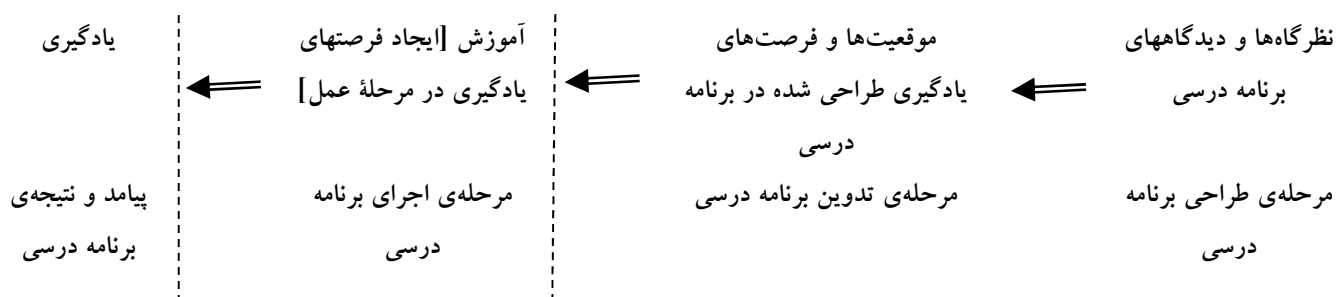 نظرگاه‌ها و دیدگاههای
برنامه درسی
موقعیت‌ها و فرصت‌های
یادگیری طراحی شده در برنامه
درسی
آموزش [ایجاد فرصتهای
یادگیری در مرحلۀ عمل]
یادگیری
مرحله‌ی طراحی برنامه
درسی
مرحله‌ی تدوین برنامه درسی
مرحله‌ی اجرای برنامه
درسی
پیامد و نتیجه‌ی
برنامه درسی